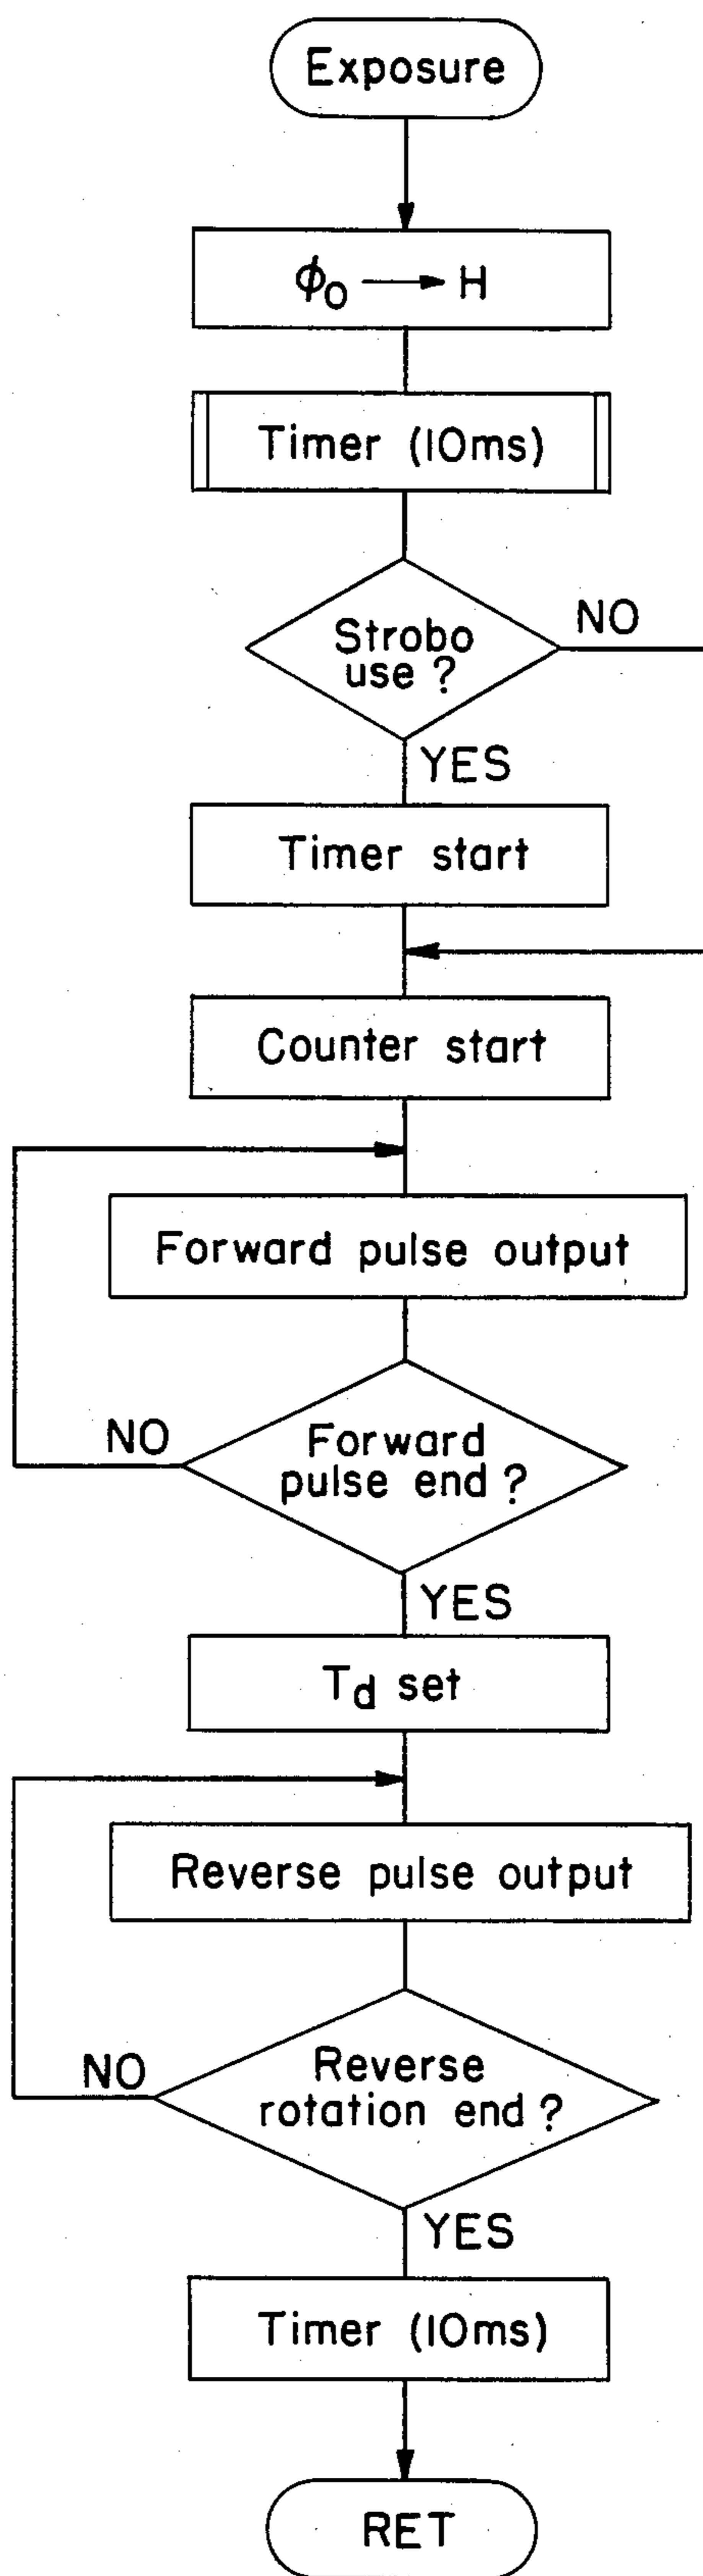 Exposure
ϕ₀ → H
Timer (10ms)
Strobo
use ?
NO
YES
Timer start
Counter start
Forward pulse output
Forward
pulse end ?
NO
YES
Td set
Reverse pulse output
Reverse
rotation end ?
NO
YES
Timer (10ms)
RET